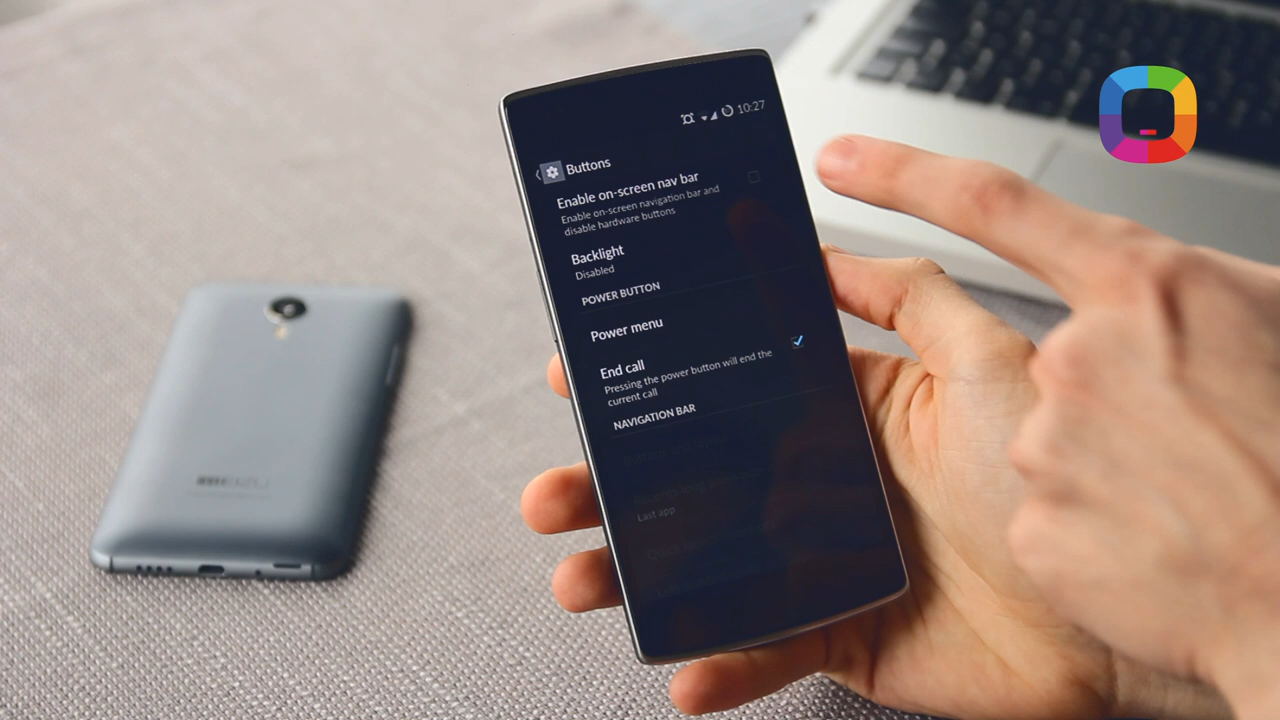 10:27
Buttons
Enable on-screen nav bar
Enable on-screen navigation bar and
disable hardware buttons
Backlight
Disabled
POWER BUTTON
Power menu
End call
Pressing the power button will end the
current call
NAVIGATION BAR
Last app